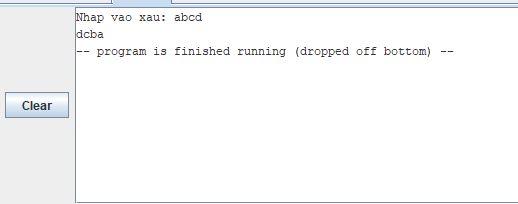 Nhap vao xau: abcd
dcba
-- program is finished running (dropped off bottom) --
Clear